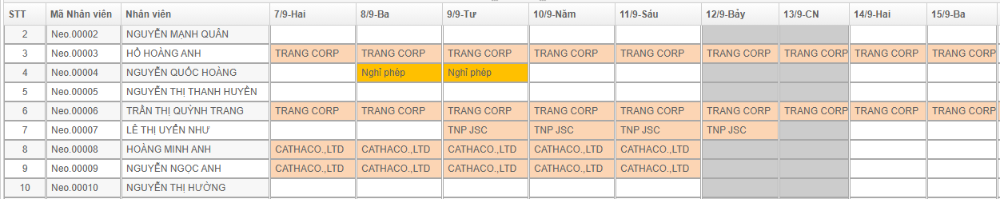 STT Mã Nhân viên Nhân viên 7/9-Hai 8/9-Ba 9/9-Tư 10/9-Năm 11/9-Sáu 12/9-Bảy 13/9-CN 14/9-Hai 15/9-Ba
2 Neo.00002 NGUYỄN MẠNH QUÂN
3 Neo.00003 HỒ HOÀNG ANH TRANG CORP TRANG CORP TRANG CORP TRANG CORP TRANG CORP TRANG CORP TRANG CORP TRANG CORP TRANG CORP
4 Neo.00004 NGUYỄN QUỐC HOÀNG Nghỉ phép Nghỉ phép
5 Neo.00005 NGUYỄN THỊ THANH HUYỀN
6 Neo.00006 TRẦN THỊ QUỲNH TRANG TRANG CORP TRANG CORP TRANG CORP TRANG CORP TRANG CORP TRANG CORP TRANG CORP TRANG CORP TRANG CORP
7 Neo.00007 LÊ THỊ UYỂN NHƯ TNP JSC TNP JSC TNP JSC TNP JSC
8 Neo.00008 HOÀNG MINH ANH CATHACO.,LTD CATHACO.,LTD CATHACO.,LTD CATHACO.,LTD CATHACO.,LTD
9 Neo.00009 NGUYỄN NGỌC ANH CATHACO.,LTD CATHACO.,LTD CATHACO.,LTD CATHACO.,LTD CATHACO.,LTD
10 Neo.00010 NGUYỄN THỊ HƯỜNG